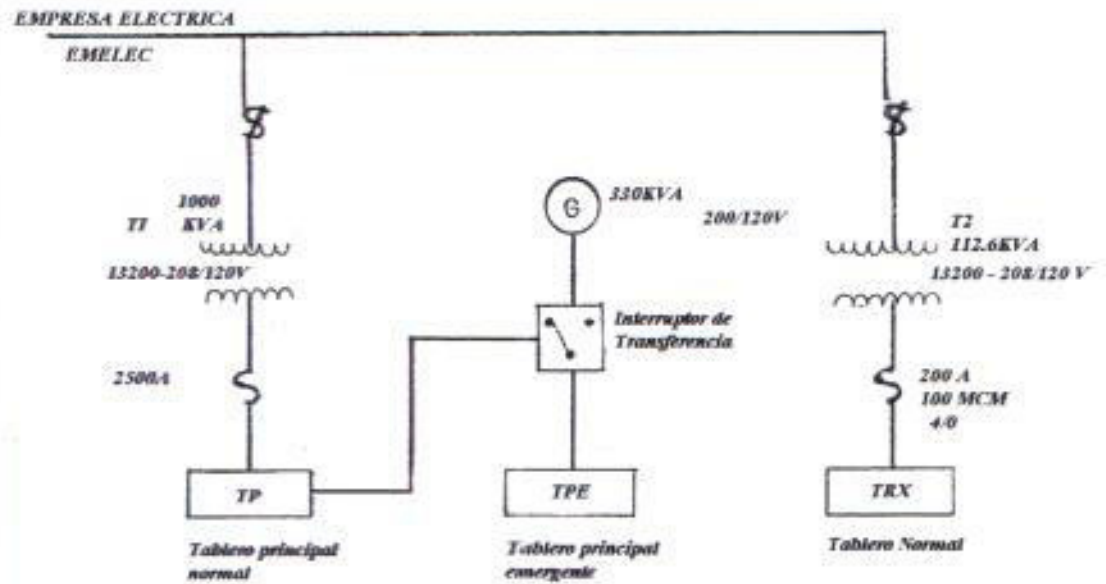 EMPRESA ELECTRICA
EMELEC
1000
T1 KVA
13200-208/120V
2500A
TP
Tablero principal
normal
G
330KVA
200/120V
Interruptor de
Transferencia
TPE
Tablero principal
emergente
T2
112.6KVA
13200 - 208/120 V
200 A
100 MCM
4/0
TRX
Tablero Normal